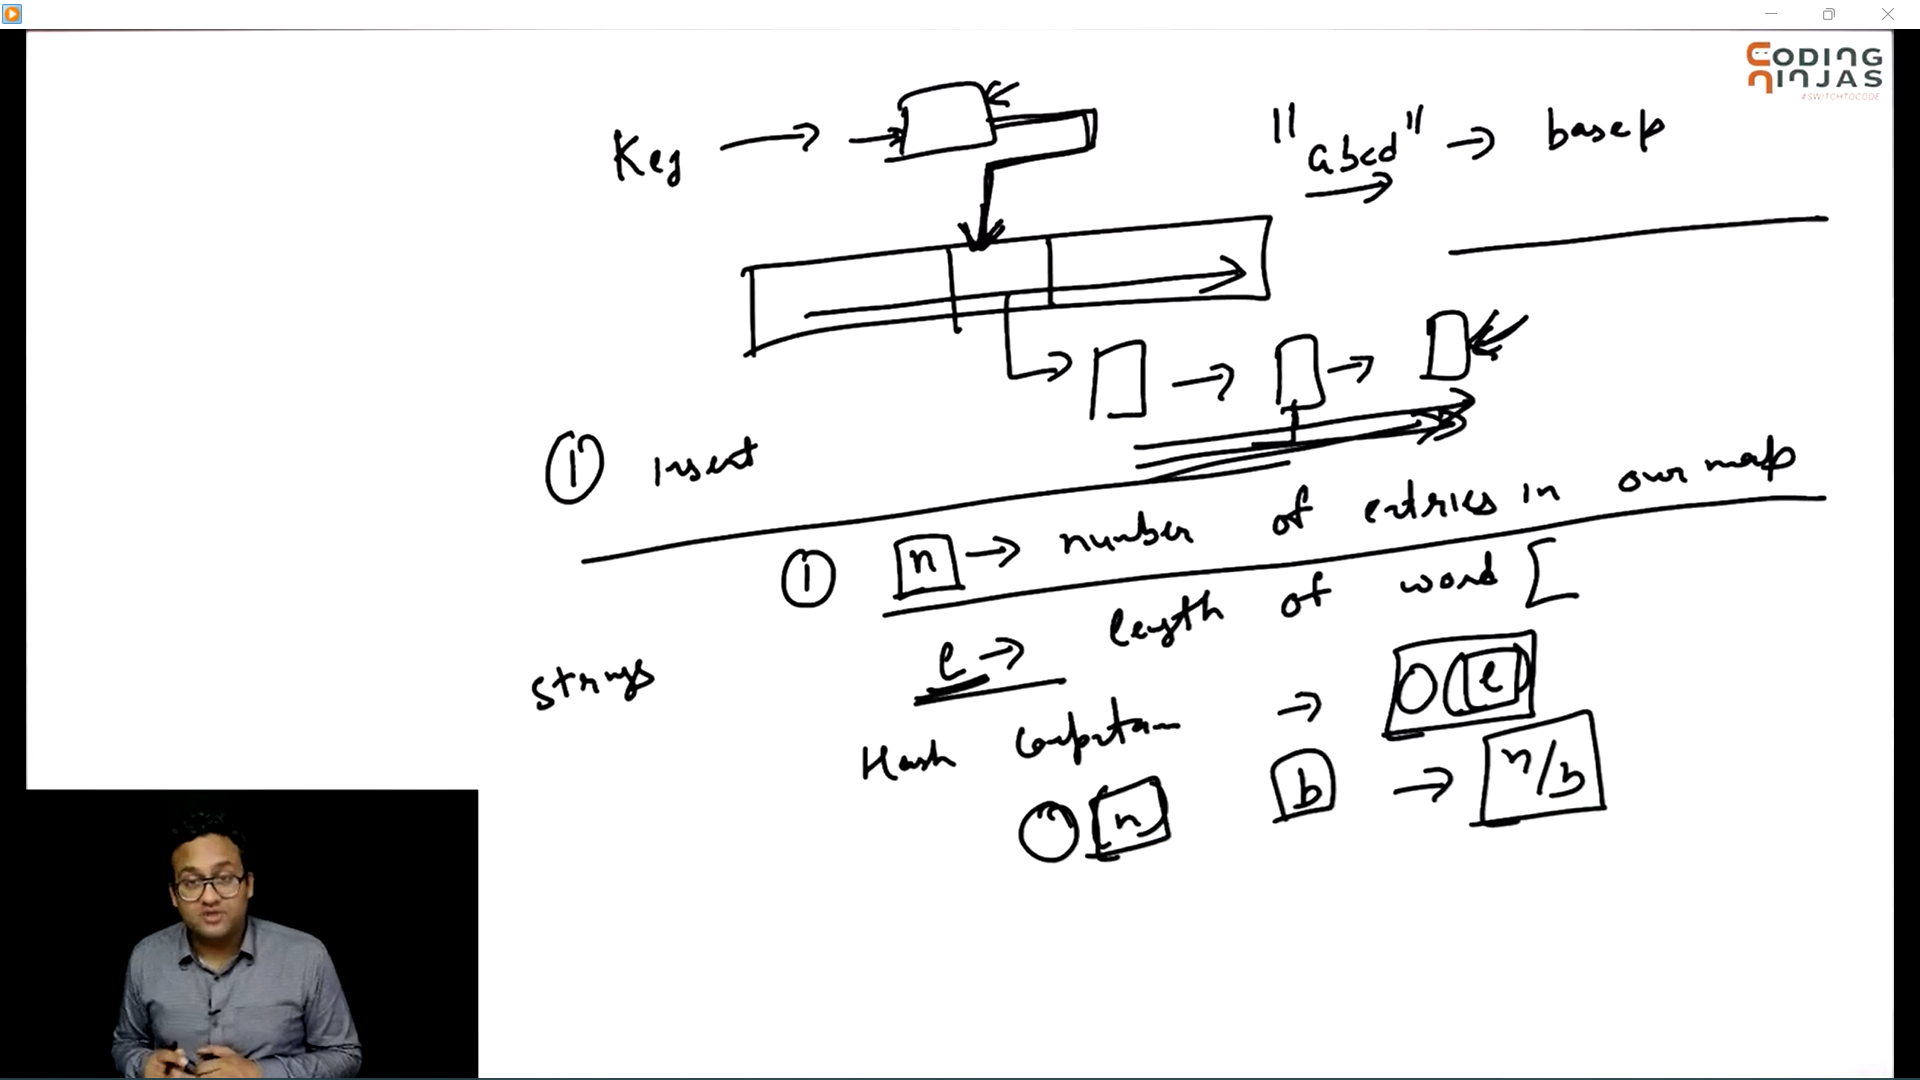 CODING NINJAS
#SWITCHTOCODE
Key → "abcd" → base p
① Insert
① n → number of entries in our map
l → length of word [
Strings
Hash → O(l)
O(n) b → n/b